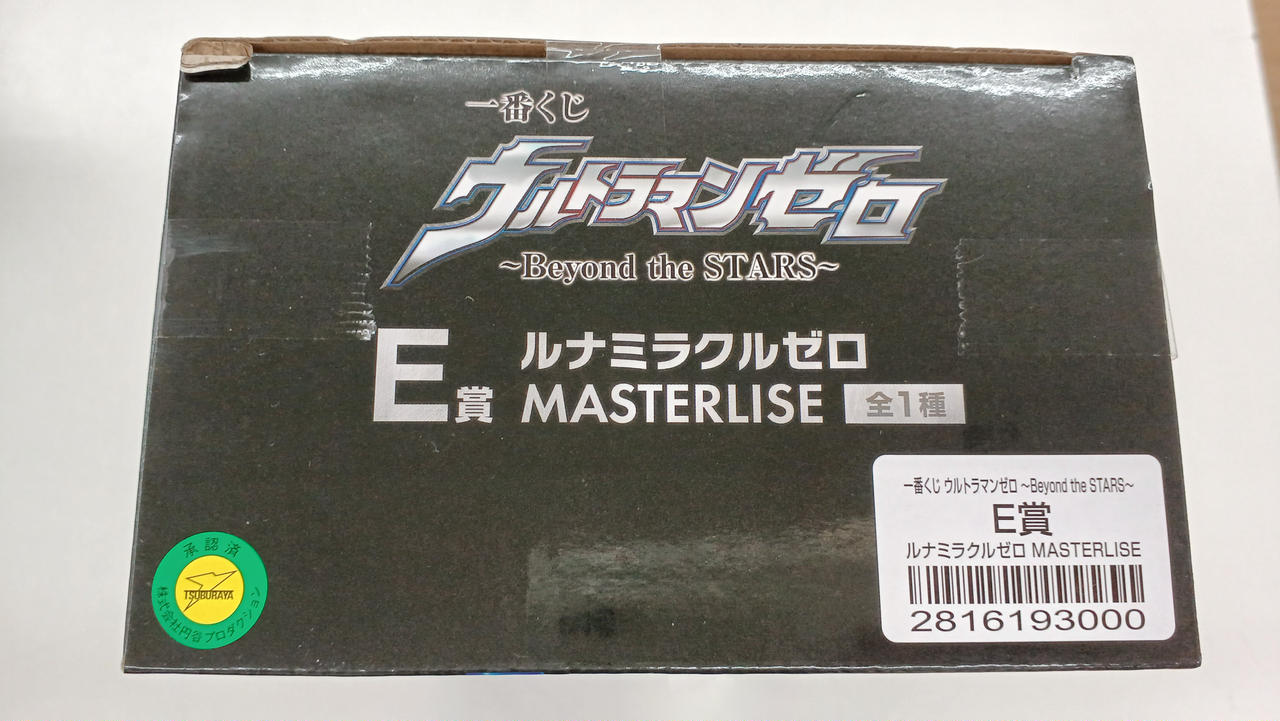 一番くじ
ウルトラマンゼロ
~Beyond the STARS~
E賞
ルナミラクルゼロ
MASTERLISE 全1種
一番くじ ウルトラマンゼロ ~Beyond the STARS~
E賞
ルナミラクルゼロ MASTERLISE
2816193000
承認済
TSUBURAYA
株式会社円谷プロダクション